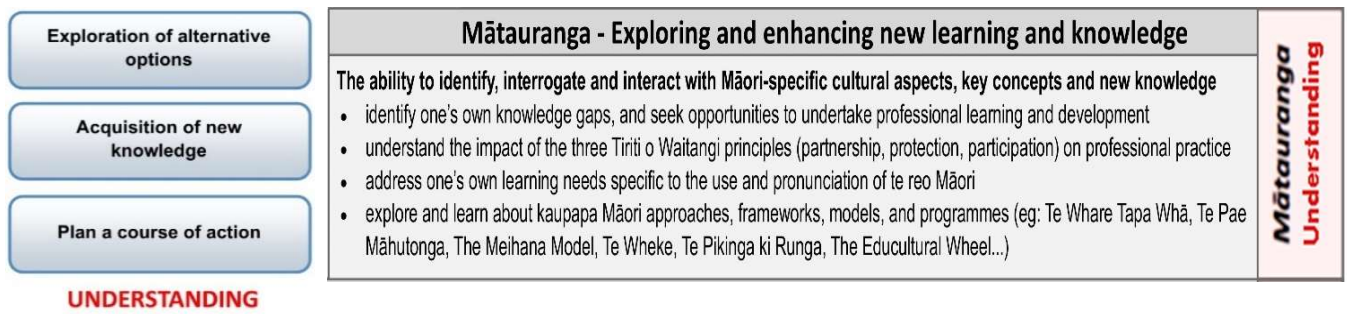 Exploration of alternative
options
Acquisition of new
knowledge
Plan a course of action
UNDERSTANDING
Mātauranga - Exploring and enhancing new learning and knowledge
The ability to identify, interrogate and interact with Māori-specific cultural aspects, key concepts and new knowledge
• identify one's own knowledge gaps, and seek opportunities to undertake professional learning and development
• understand the impact of the three Tiriti o Waitangi principles (partnership, protection, participation) on professional practice
• address one's own learning needs specific to the use and pronunciation of te reo Māori
• explore and learn about kaupapa Māori approaches, frameworks, models, and programmes (eg: Te Whare Tapa Whā, Te Pae
Māhutonga, The Meihana Model, Te Wheke, Te Pikinga ki Runga, The Educultural Wheel...)
Mātauranga
Understanding